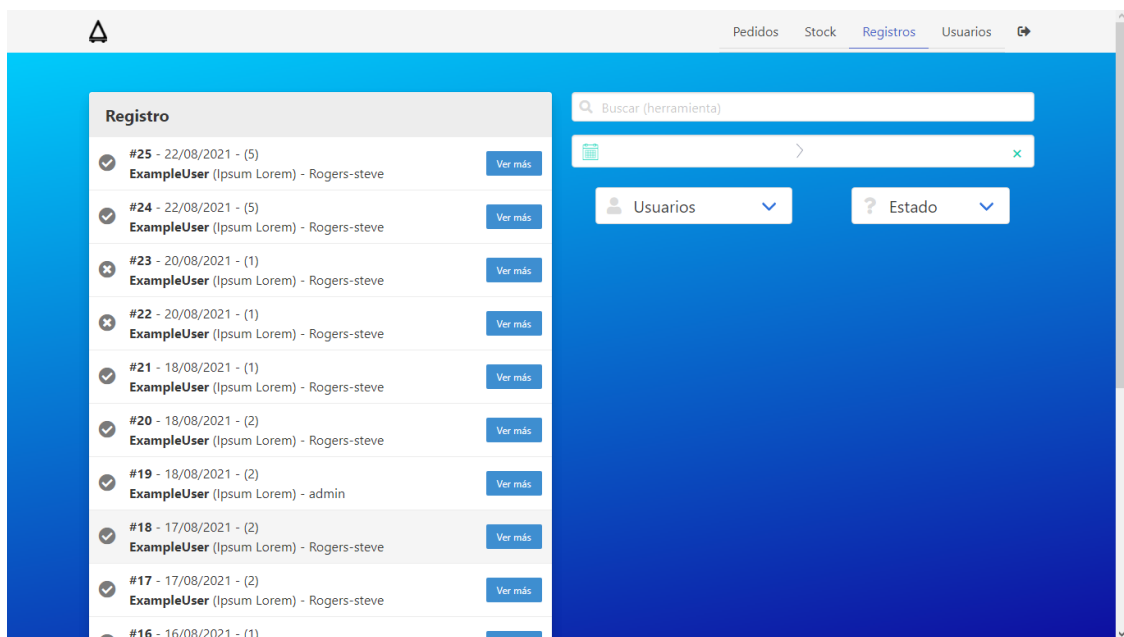 Pedidos Stock Registros Usuarios
Registro
#25 - 22/08/2021 - (5)
ExampleUser (Ipsum Lorem) - Rogers-steve
Ver más
#24 - 22/08/2021 - (5)
ExampleUser (Ipsum Lorem) - Rogers-steve
Ver más
#23 - 20/08/2021 - (1)
ExampleUser (Ipsum Lorem) - Rogers-steve
Ver más
#22 - 20/08/2021 - (1)
ExampleUser (Ipsum Lorem) - Rogers-steve
Ver más
#21 - 18/08/2021 - (1)
ExampleUser (Ipsum Lorem) - Rogers-steve
Ver más
#20 - 18/08/2021 - (2)
ExampleUser (Ipsum Lorem) - Rogers-steve
Ver más
#19 - 18/08/2021 - (2)
ExampleUser (Ipsum Lorem) - admin
Ver más
#18 - 17/08/2021 - (2)
ExampleUser (Ipsum Lorem) - Rogers-steve
Ver más
#17 - 17/08/2021 - (2)
ExampleUser (Ipsum Lorem) - Rogers-steve
Ver más
#16 - 16/08/2021 - (1)
Buscar (herramienta)
Usuarios
Estado